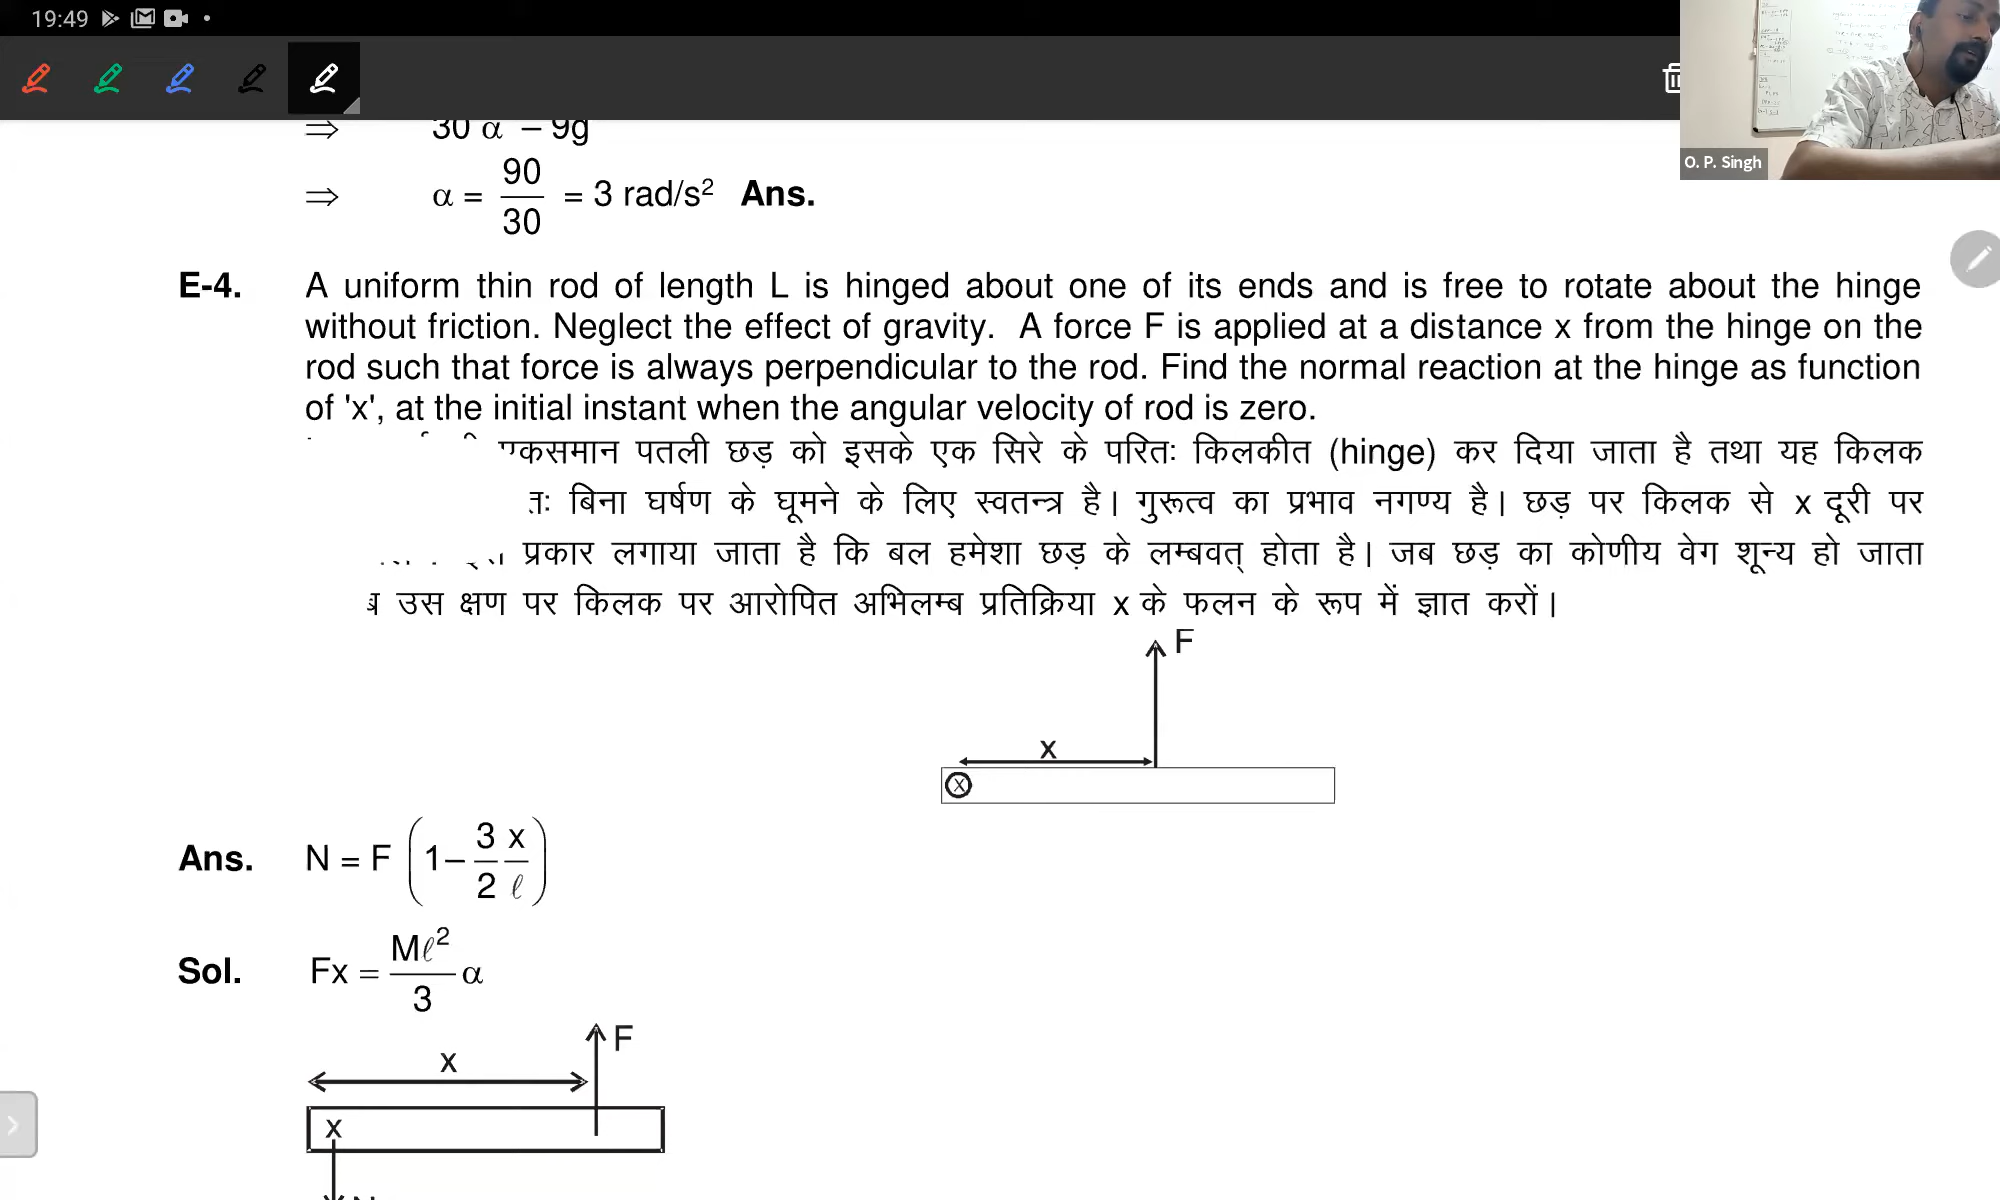 19:49
O. P. Singh
⇒ 30 α – 9g
⇒ α = 90/30 = 3 rad/s² Ans.
E-4. A uniform thin rod of length L is hinged about one of its ends and is free to rotate about the hinge
without friction. Neglect the effect of gravity. A force F is applied at a distance x from the hinge on the
rod such that force is always perpendicular to the rod. Find the normal reaction at the hinge as function
of 'x', at the initial instant when the angular velocity of rod is zero.
पतली छड़ को इसके एक सिरे के परितः किलकीत (hinge) कर दिया जाता है तथा यह किलक
बिना घर्षण के घूमने के लिए स्वतन्त्र है। गुरूत्व का प्रभाव नगण्य है। छड़ पर किलक से x दूरी पर
प्रकार लगाया जाता है कि बल हमेशा छड़ के लम्बवत् होता है। जब छड़ का कोणीय वेग शून्य हो जाता
उस क्षण पर किलक पर आरोपित अभिलम्ब प्रतिक्रिया x के फलन के रूप में ज्ञात करों।
F
x
x
Ans. N = F (1– 3/2 x/ℓ)
Sol. Fx = Mℓ²/3 α
F
x
x